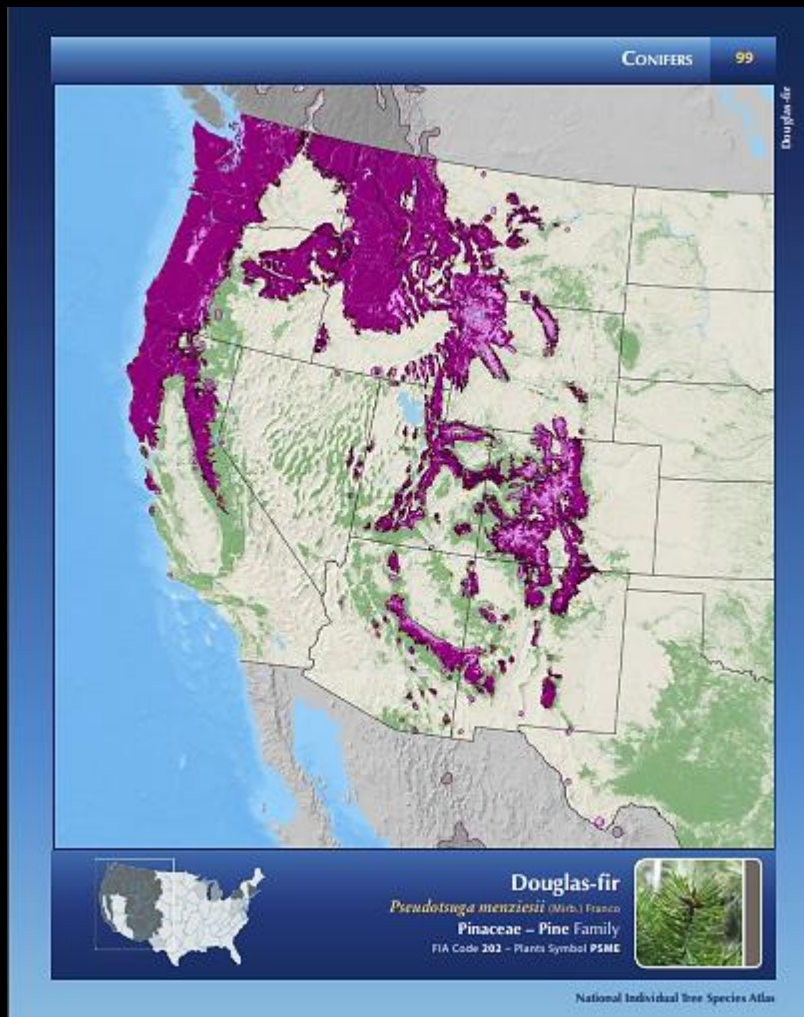 CONIFERS 99
Douglas-fir
Douglas-fir
Pseudotsuga menziesii (Mirb.) Franco
Pinaceae – Pine Family
FIA Code 202 – Plants Symbol PSME
National Individual Tree Species Atlas